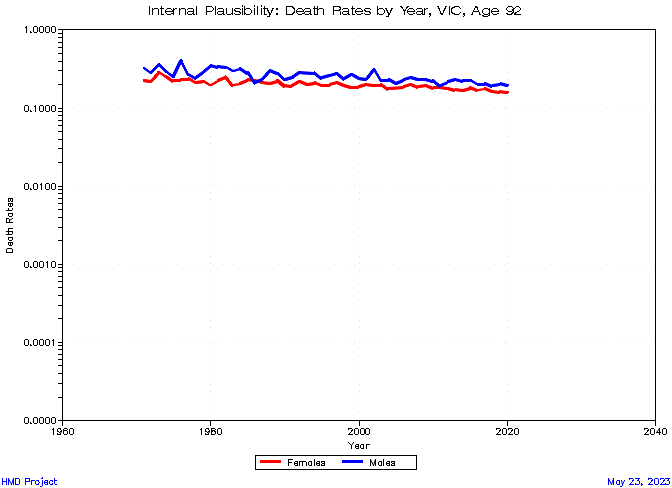 Internal Plausibility: Death Rates by Year, VIC, Age 92
1.0000
0.1000
0.0100
0.0010
0.0001
0.0000
Death Rates
1960
1980
2000
2020
2040
Year
Females
Males
HMD Project
May 23, 2023